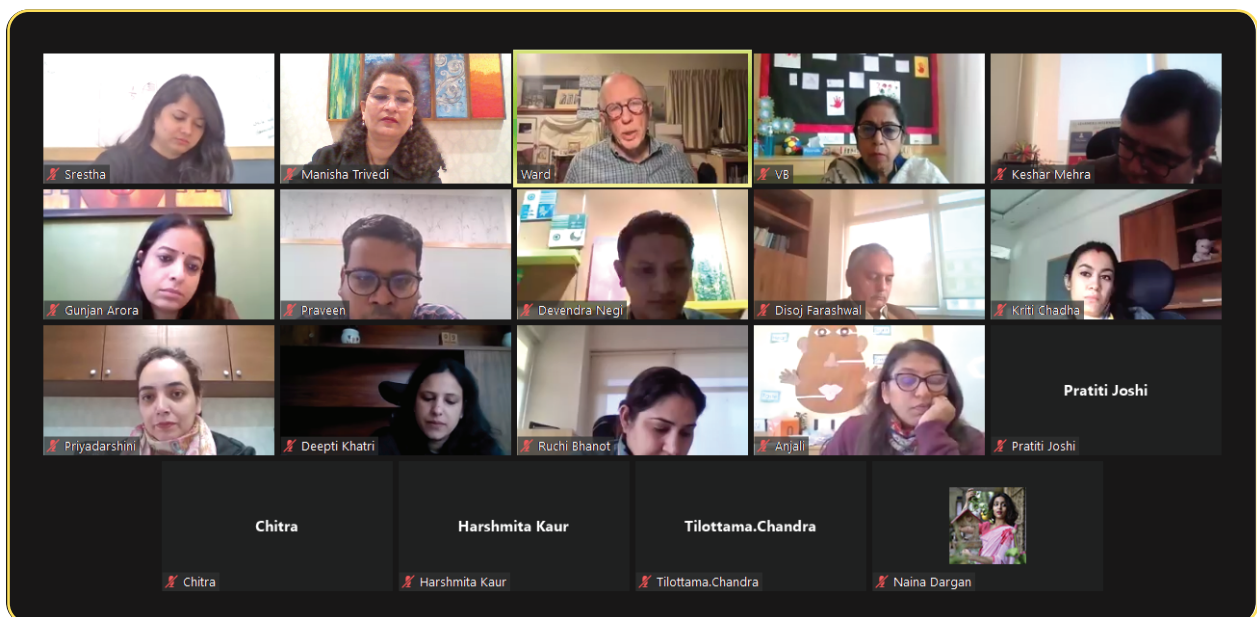 Srestha
Manisha Trivedi
Ward
VB
Keshar Mehra
Gunjan Arora
Praveen
Devendra Negi
Disoj Farashwal
Kriti Chadha
Priyadarshini
Deepti Khatri
Ruchi Bhanot
Anjali
Pratiti Joshi
Pratiti Joshi
Chitra
Harshmita Kaur
Tilottama.Chandra
Chitra
Harshmita Kaur
Tilottama.Chandra
Naina Dargan